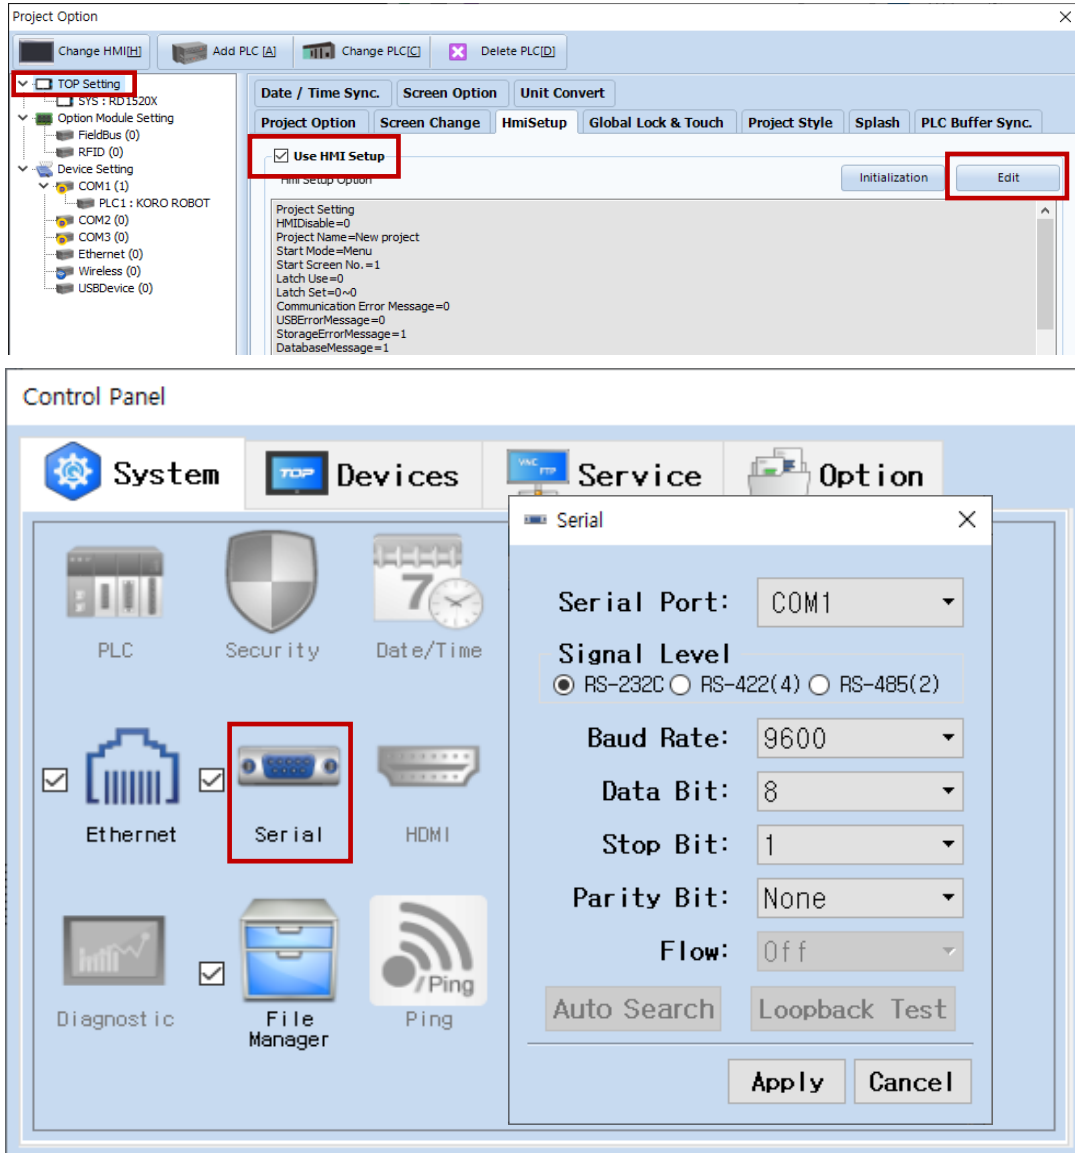 Project Option
Change HMI[H]
Add PLC [A]
Change PLC[C]
Delete PLC[D]
TOP Setting
SYS : RD1520X
Option Module Setting
FieldBus (0)
RFID (0)
Device Setting
COM1 (1)
PLC1 : KORO ROBOT
COM2 (0)
COM3 (0)
Ethernet (0)
Wireless (0)
USBDevice (0)
Date / Time Sync.
Screen Option
Unit Convert
Project Option
Screen Change
HmiSetup
Global Lock & Touch
Project Style
Splash
PLC Buffer Sync.
Use HMI Setup
Hmi Setup Option
Initialization
Edit
Project Setting
HMIDisable=0
Project Name=New project
Start Mode=Menu
Start Screen No.=1
Latch Use=0
Latch Set=0~0
Communication Error Message=0
USBErrorMessage=0
StorageErrorMessage=1
DatabaseMessage=1
Control Panel
System
TOP
Devices
VNC
FTP
Service
Option
PLC
Security
7
Date/Time
Ethernet
Serial
HDMI
Diagnostic
File
Manager
/Ping
Ping
Serial
Serial Port:
COM1
Signal Level
RS-232C
RS-422(4)
RS-485(2)
Baud Rate:
9600
Data Bit:
8
Stop Bit:
1
Parity Bit:
None
Flow:
Off
Auto Search
Loopback Test
Apply
Cancel